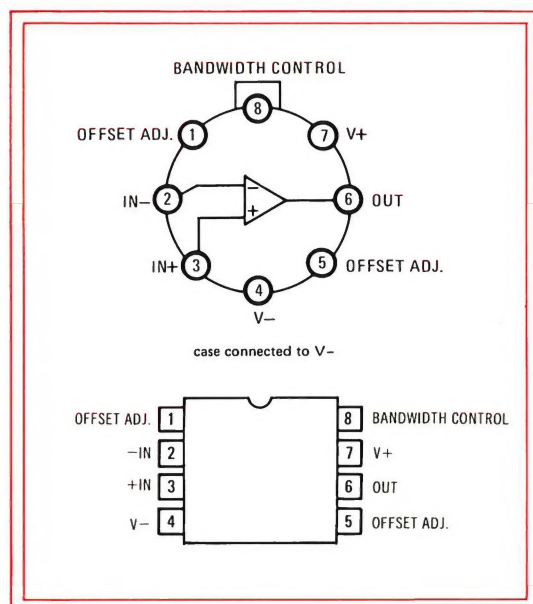 BANDWIDTH CONTROL
8
OFFSET ADJ. 1
7 V+
IN− 2
− +
6 OUT
IN+ 3
5 OFFSET ADJ.
4
V−
case connected to V−
OFFSET ADJ. 1
8 BANDWIDTH CONTROL
−IN 2
7 V+
+IN 3
6 OUT
V− 4
5 OFFSET ADJ.